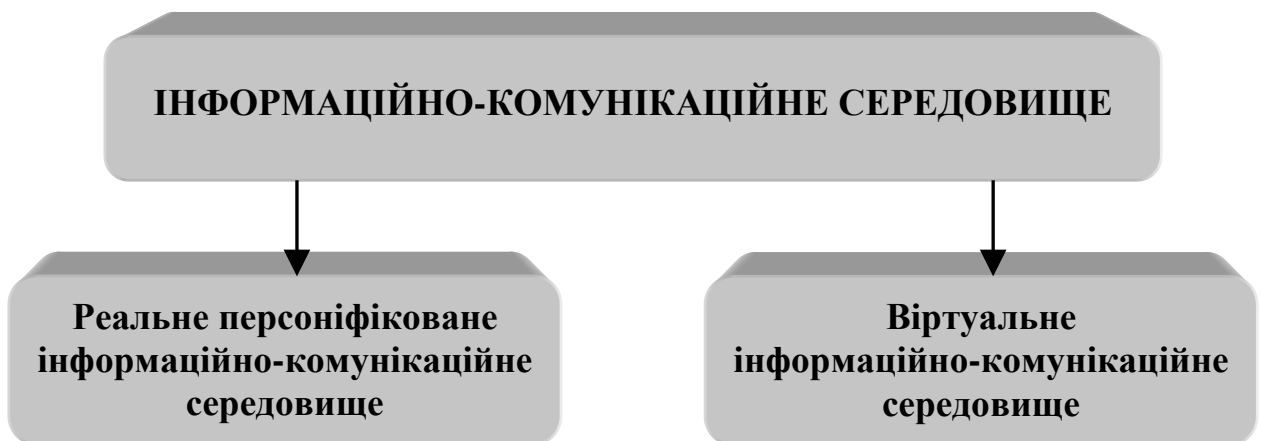 ІНФОРМАЦІЙНО-КОМУНІКАЦІЙНЕ СЕРЕДОВИЩЕ
Реальне персоніфіковане
інформаційно-комунікаційне
середовище
Віртуальне
інформаційно-комунікаційне
середовище